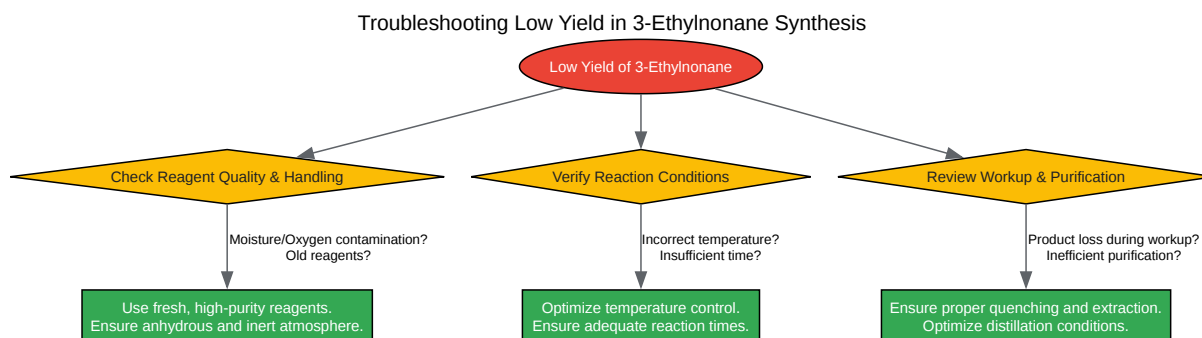 Troubleshooting Low Yield in 3-Ethylnonane Synthesis
Low Yield of 3-Ethylnonane
Check Reagent Quality & Handling
Verify Reaction Conditions
Review Workup & Purification
Moisture/Oxygen contamination?
Old reagents?
Incorrect temperature?
Insufficient time?
Product loss during workup?
Inefficient purification?
Use fresh, high-purity reagents.
Ensure anhydrous and inert atmosphere.
Optimize temperature control.
Ensure adequate reaction times.
Ensure proper quenching and extraction.
Optimize distillation conditions.